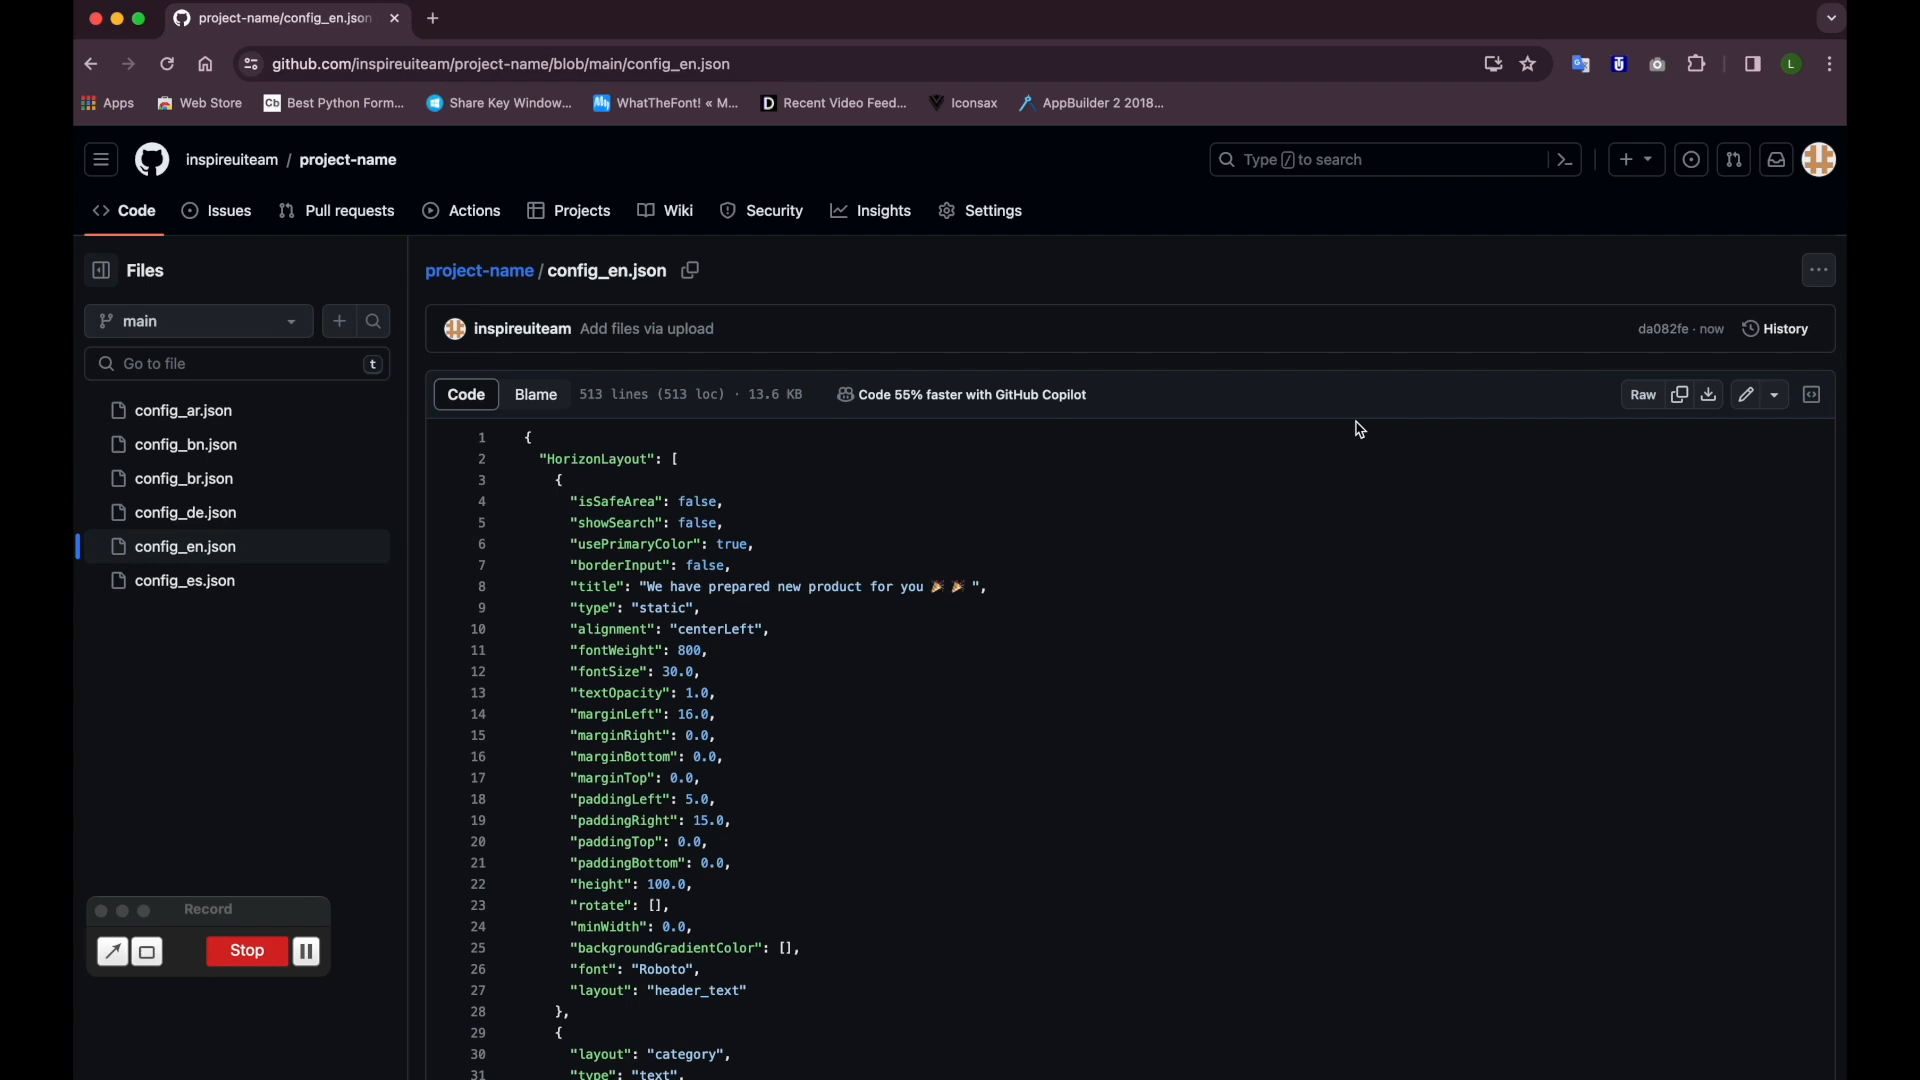 project-name/config_en.json
github.com/inspireuiteam/project-name/blob/main/config_en.json
L
Apps
Web Store
Cb Best Python Form...
Share Key Window...
WhatTheFont! « M...
D Recent Video Feed...
Iconsax
AppBuilder 2 2018...
inspireuiteam / project-name
Type / to search
Code
Issues
Pull requests
Actions
Projects
Wiki
Security
Insights
Settings
Files
project-name / config_en.json
main
inspireuiteam Add files via upload
da082fe · now
History
Go to file
t
Code
Blame
513 lines (513 loc) · 13.6 KB
Code 55% faster with GitHub Copilot
Raw
config_ar.json
config_bn.json
config_br.json
config_de.json
config_en.json
config_es.json
1 {
2 "HorizonLayout": [
3 {
4 "isSafeArea": false,
5 "showSearch": false,
6 "usePrimaryColor": true,
7 "borderInput": false,
8 "title": "We have prepared new product for you 🎉 🎉 ",
9 "type": "static",
10 "alignment": "centerLeft",
11 "fontWeight": 800,
12 "fontSize": 30.0,
13 "textOpacity": 1.0,
14 "marginLeft": 16.0,
15 "marginRight": 0.0,
16 "marginBottom": 0.0,
17 "marginTop": 0.0,
18 "paddingLeft": 5.0,
19 "paddingRight": 15.0,
20 "paddingTop": 0.0,
21 "paddingBottom": 0.0,
22 "height": 100.0,
23 "rotate": [],
24 "minWidth": 0.0,
25 "backgroundGradientColor": [],
26 "font": "Roboto",
27 "layout": "header_text"
28 },
29 {
30 "layout": "category",
31 "type": "text",
Record
Stop